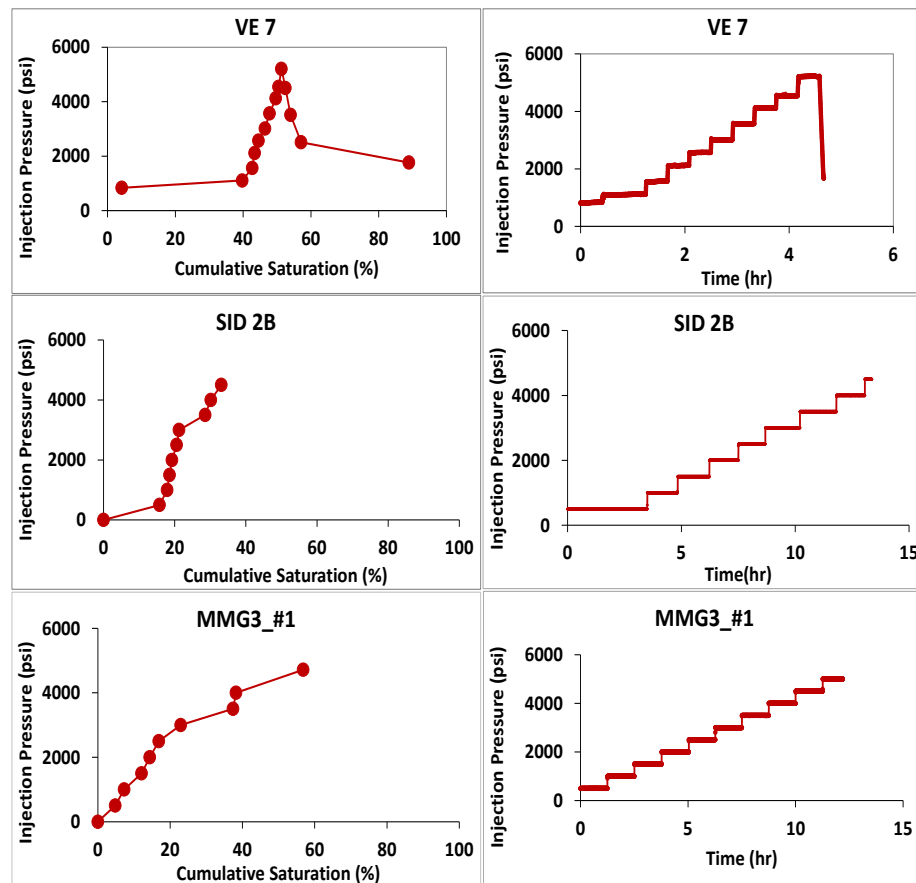 VE 7
Injection Pressure (psi)
6000
4000
2000
0
0 20 40 60 80 100
Cumulative Saturation (%)
VE 7
Injection Pressure (psi)
6000
4000
2000
0
0 2 4 6
Time (hr)
SID 2B
Injection Pressure (psi)
6000
4000
2000
0
0 20 40 60 80 100
Cumulative Saturation (%)
SID 2B
Injection Pressure (psi)
6000
4000
2000
0
0 5 10 15
Time(hr)
MMG3_#1
Injection Pressure (psi)
6000
4000
2000
0
0 20 40 60 80 100
Cumulative Saturation (%)
MMG3_#1
Injection Pressure (psi)
6000
4000
2000
0
0 5 10 15
Time (hr)